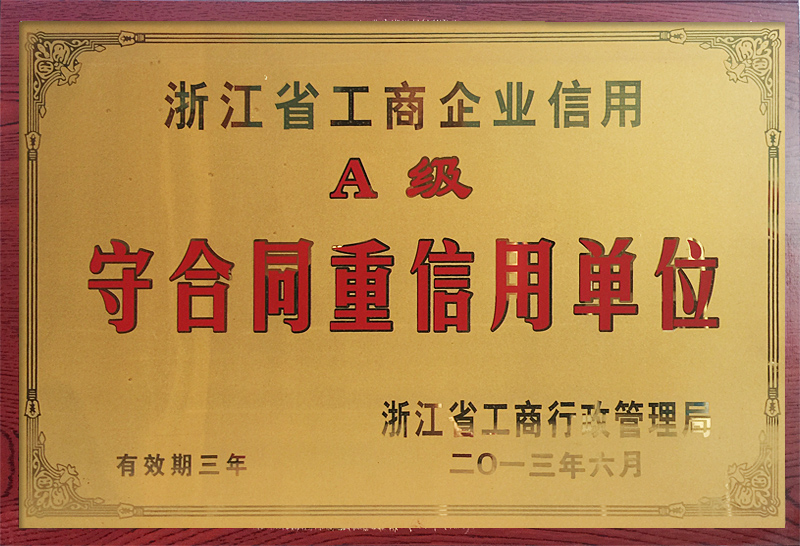 浙江省工商企业信用
A级
守合同重信用单位
浙江省工商行政管理局
有效期三年
二〇一三年六月